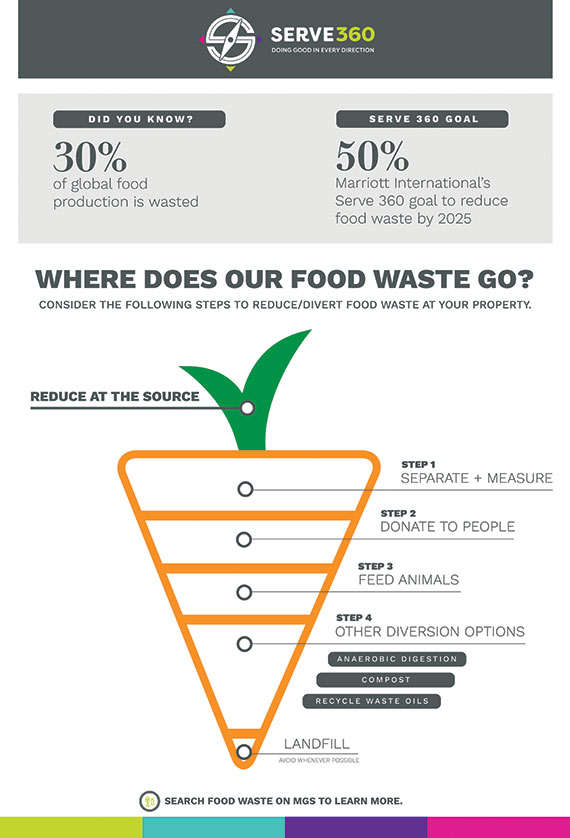 SERVE360
DOING GOOD IN EVERY DIRECTION
DID YOU KNOW?
30%
of global food
production is wasted
SERVE 360 GOAL
50%
Marriott International's
Serve 360 goal to reduce
food waste by 2025
WHERE DOES OUR FOOD WASTE GO?
CONSIDER THE FOLLOWING STEPS TO REDUCE/DIVERT FOOD WASTE AT YOUR PROPERTY.
REDUCE AT THE SOURCE
STEP 1
SEPARATE + MEASURE
STEP 2
DONATE TO PEOPLE
STEP 3
FEED ANIMALS
STEP 4
OTHER DIVERSION OPTIONS
ANAEROBIC DIGESTION
COMPOST
RECYCLE WASTE OILS
LANDFILL
AVOID WHENEVER POSSIBLE
SEARCH FOOD WASTE ON MGS TO LEARN MORE.